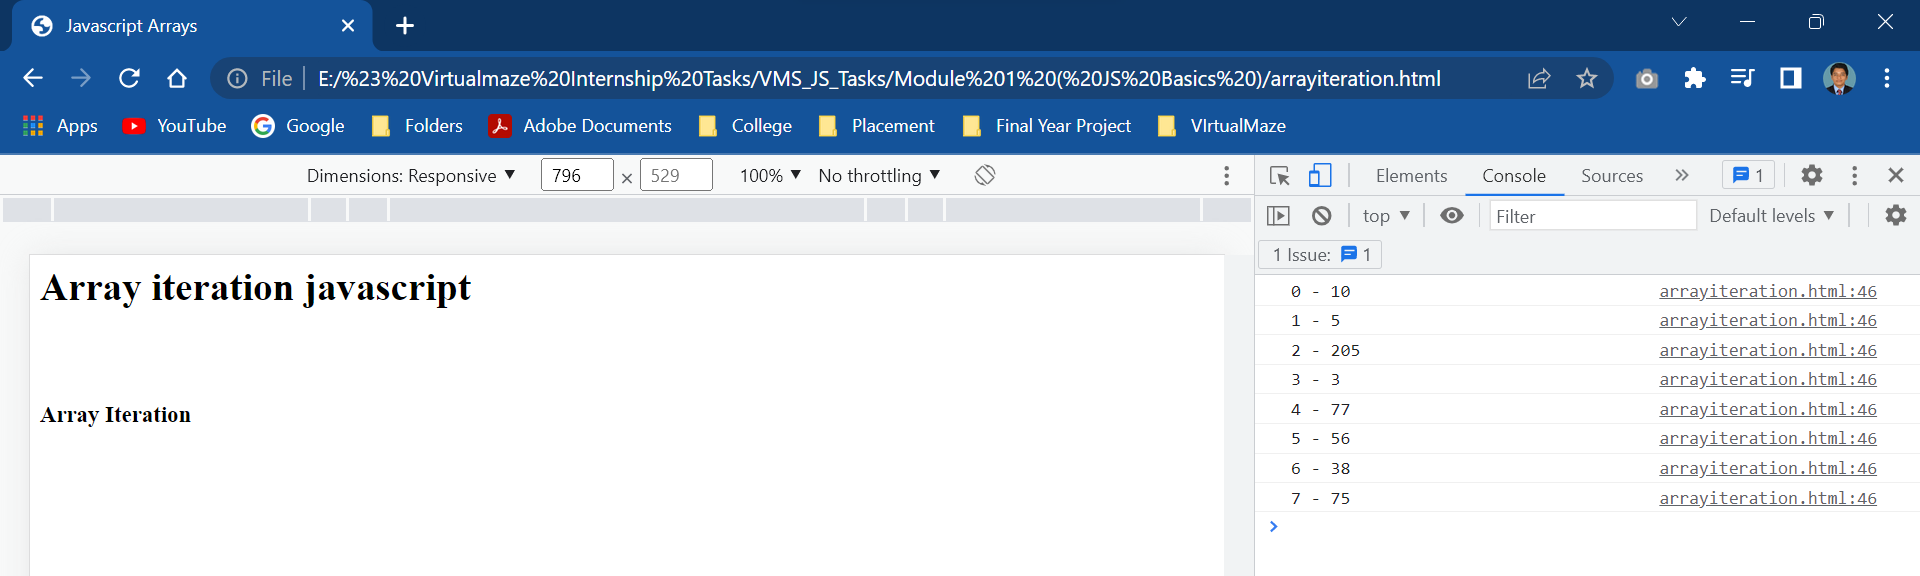 Javascript Arrays
File E:/%23%20Virtualmaze%20Internship%20Tasks/VMS_JS_Tasks/Module%201%20(%20JS%20Basics%20)/arrayiteration.html
Apps YouTube Google Folders Adobe Documents College Placement Final Year Project VIrtualMaze
Dimensions: Responsive ▼ 796 × 529 100% ▼ No throttling ▼
Elements Console Sources » 1
top ▼ Filter Default levels ▼
1 Issue: 1
Array iteration javascript
Array Iteration
0 - 10 arrayiteration.html:46
1 - 5 arrayiteration.html:46
2 - 205 arrayiteration.html:46
3 - 3 arrayiteration.html:46
4 - 77 arrayiteration.html:46
5 - 56 arrayiteration.html:46
6 - 38 arrayiteration.html:46
7 - 75 arrayiteration.html:46